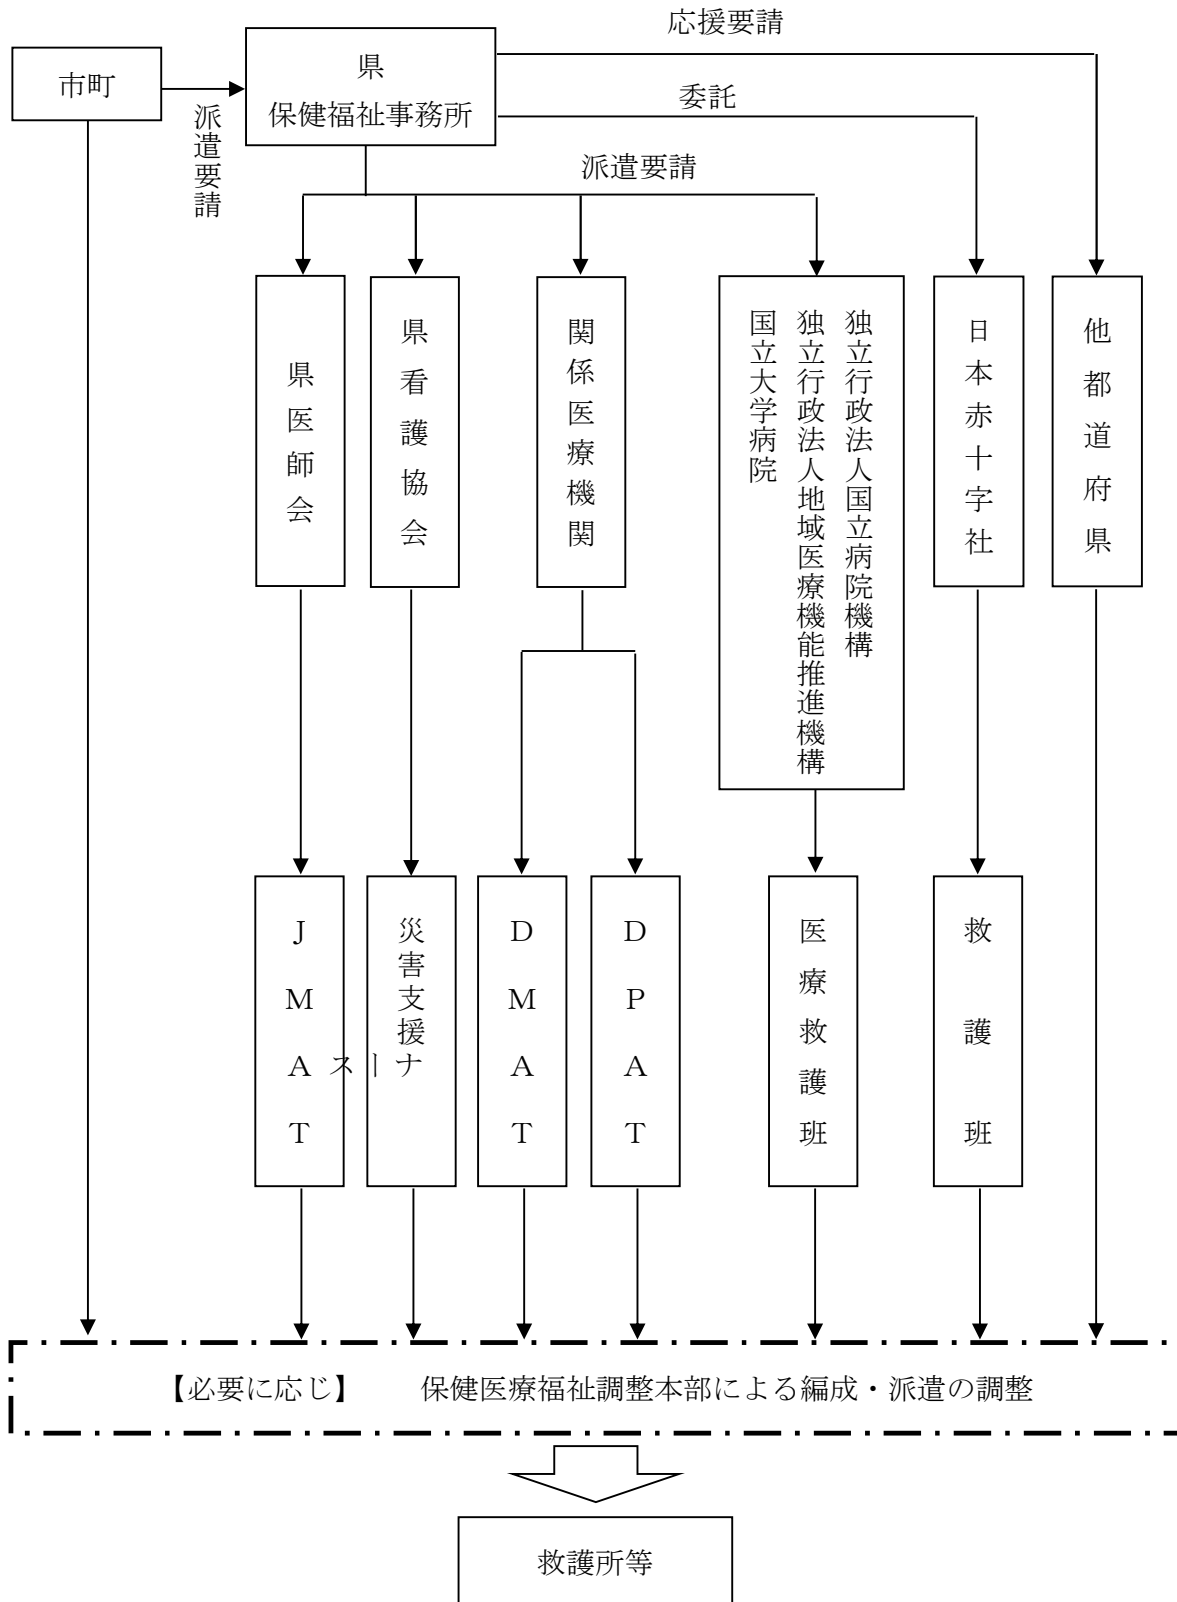 応援要請
県
保健福祉事務所
市町
委託
派遣要請
派遣要請
県医師会
県看護協会
関係医療機関
独立行政法人国立病院機構
独立行政法人地域医療機能推進機構
国立大学病院
日本赤十字社
他都道府県
JMAT
災害支援ナース
DMAT
DPAT
医療救護班
救護班
【必要に応じ】 保健医療福祉調整本部による編成・派遣の調整
救護所等